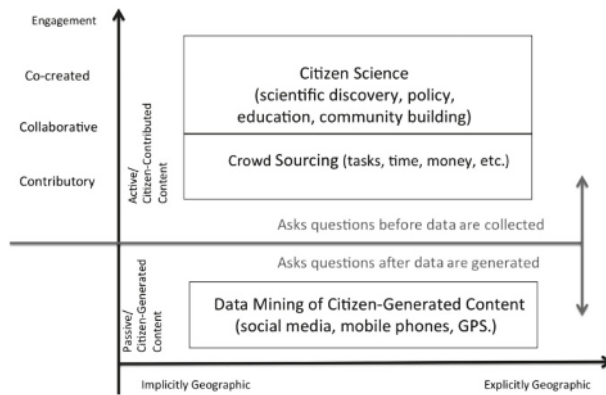 Engagement
Co-created
Collaborative
Contributory
Active/
Citizen-Contributed
Content
Citizen Science
(scientific discovery, policy,
education, community building)
Crowd Sourcing (tasks, time, money, etc.)
Asks questions before data are collected
Asks questions after data are generated
Passive/
Citizen-Generated
Content
Data Mining of Citizen-Generated Content
(social media, mobile phones, GPS.)
Implicitly Geographic
Explicitly Geographic